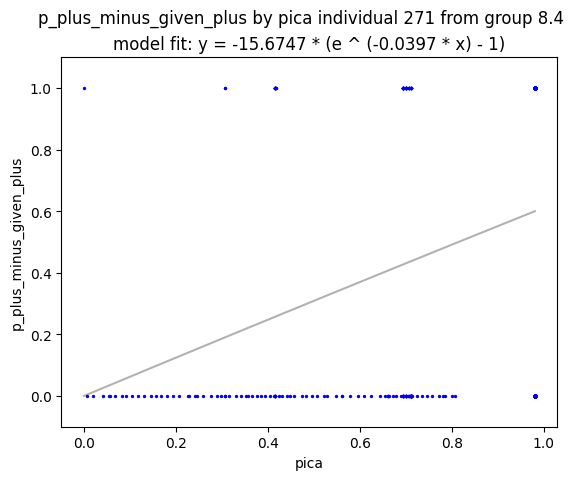 p_plus_minus_given_plus by pica individual 271 from group 8.4
model fit: y = -15.6747 * (e ^ (-0.0397 * x) - 1)
1.0
0.8
0.6
0.4
0.2
0.0
p_plus_minus_given_plus
0.0 0.2 0.4 0.6 0.8 1.0
pica